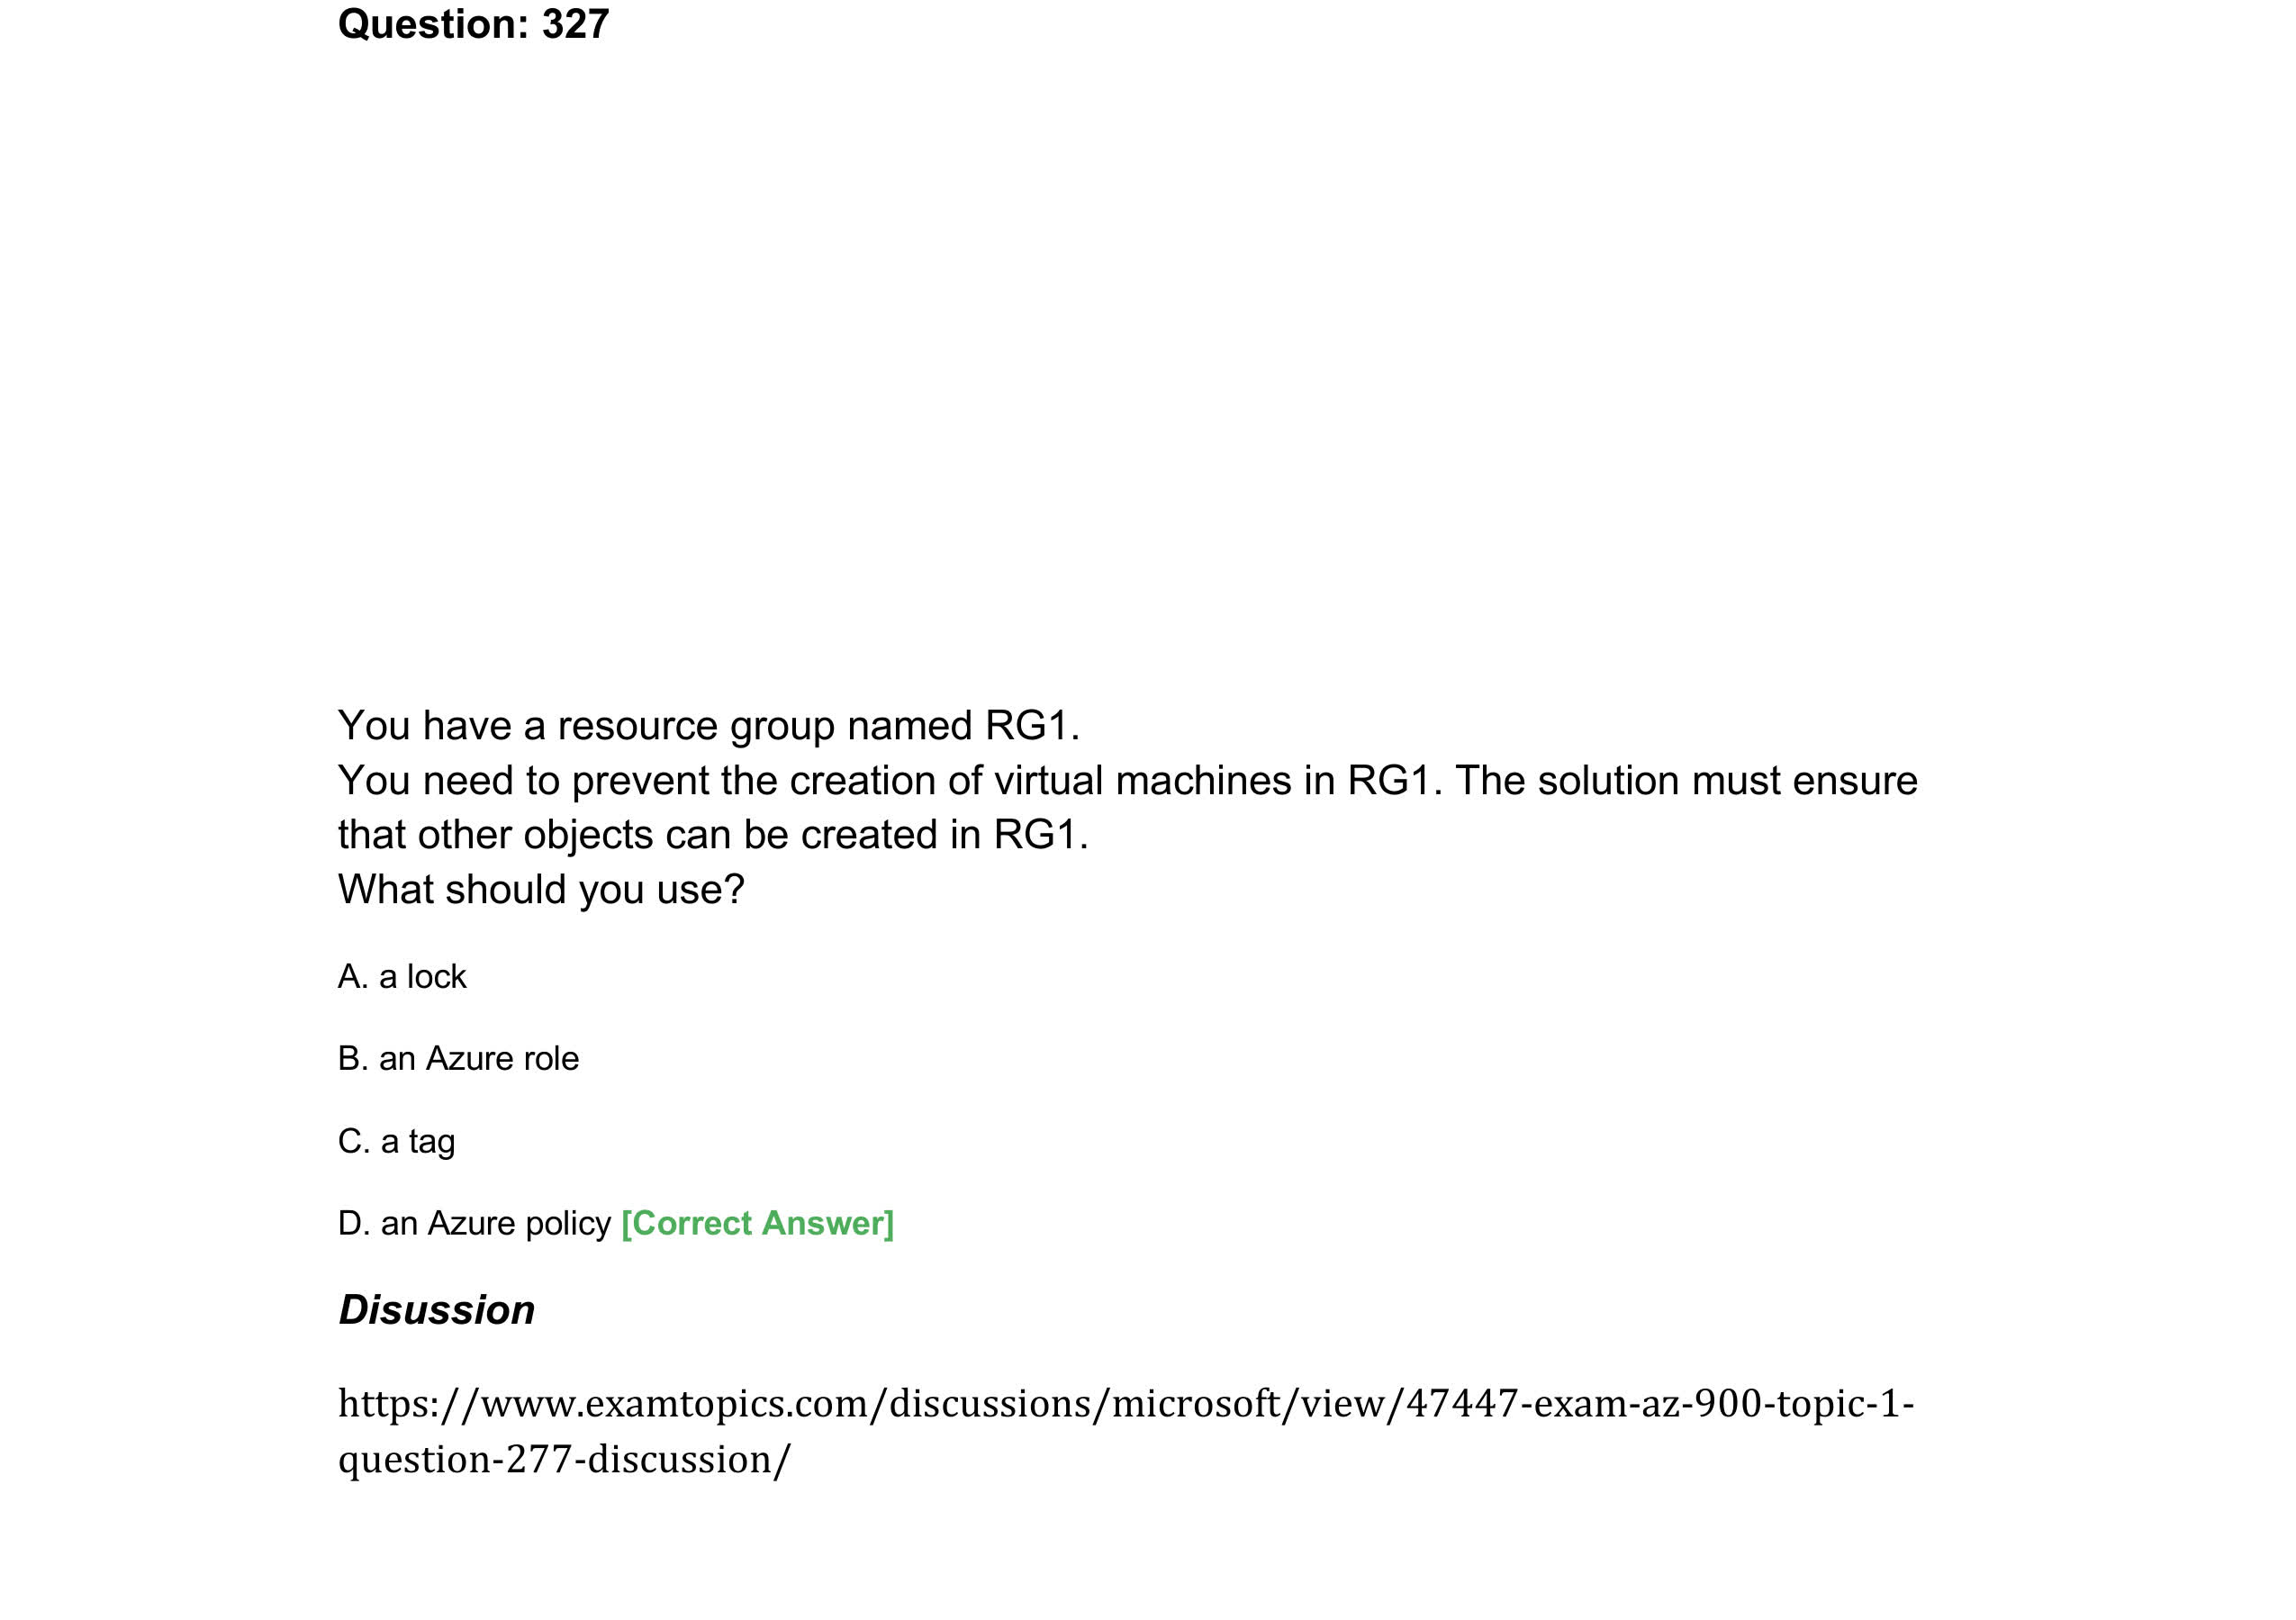 Question: 327
You have a resource group named RG1.
You need to prevent the creation of virtual machines in RG1. The solution must ensure
that other objects can be created in RG1.
What should you use?
A. a lock
B. an Azure role
C. a tag
D. an Azure policy [Correct Answer]
Disussion
https://www.examtopics.com/discussions/microsoft/view/47447-exam-az-900-topic-1-
question-277-discussion/